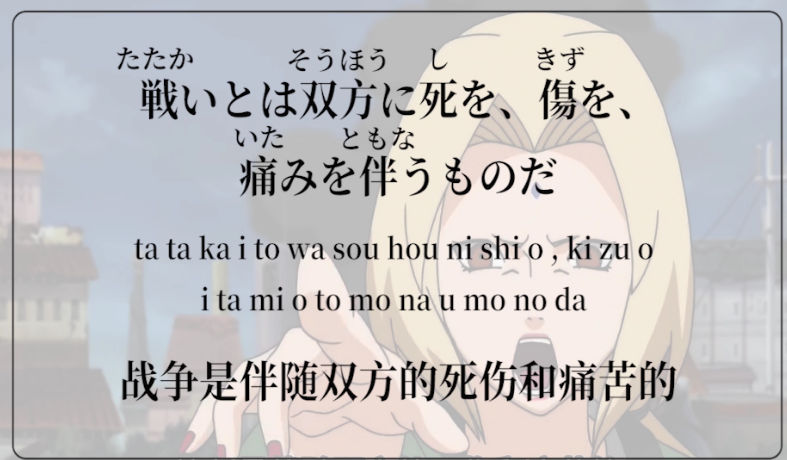 たたか そうほう し きず
戦いとは双方に死を、傷を、
いた ともな
痛みを伴うものだ
ta ta ka i to wa sou hou ni shi o , ki zu o
i ta mi o to mo na u mo no da
战争是伴随双方的死伤和痛苦的